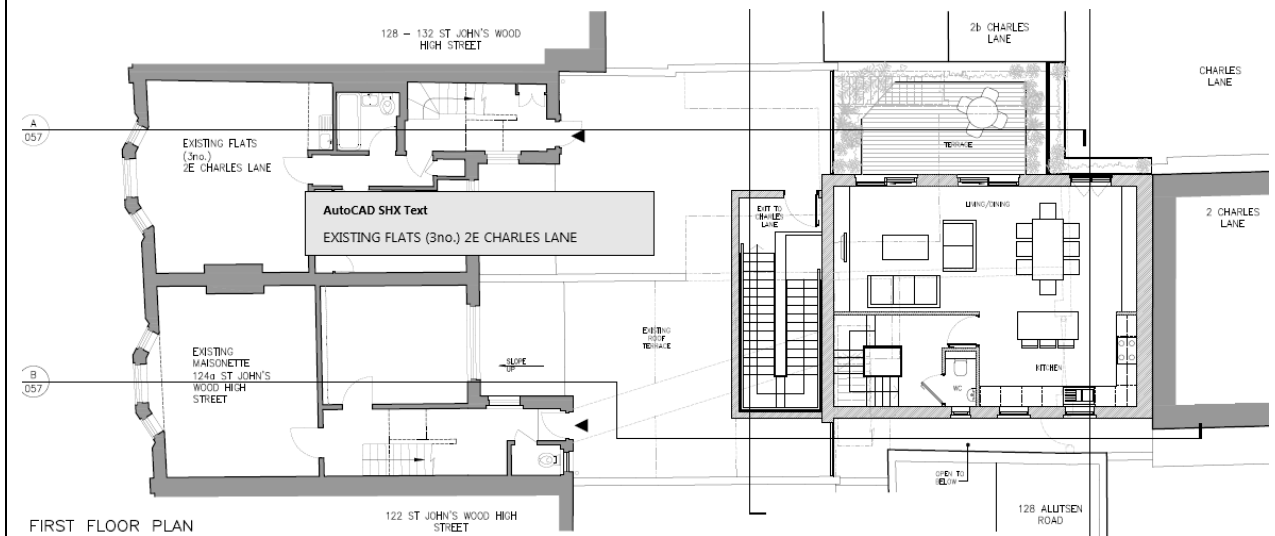 128 – 132 ST JOHN'S WOOD
HIGH STREET
2b CHARLES
LANE
CHARLES
LANE
A
057
EXISTING FLATS
(3no.)
2E CHARLES LANE
TERRACE
AutoCAD SHX Text
EXISTING FLATS (3no.) 2E CHARLES LANE
EXIT TO
CHARLES
LANE
LINING/DINING
2 CHARLES
LANE
EXISTING
ROOF
TERRACE
B
057
EXISTING
MAISONETTE
124a ST JOHN'S
WOOD HIGH
STREET
SLOPE
UP
KITCHEN
WC
OPEN TO
BELOW
128 ALLITSEN
ROAD
122 ST JOHN'S WOOD HIGH
STREET
FIRST FLOOR PLAN